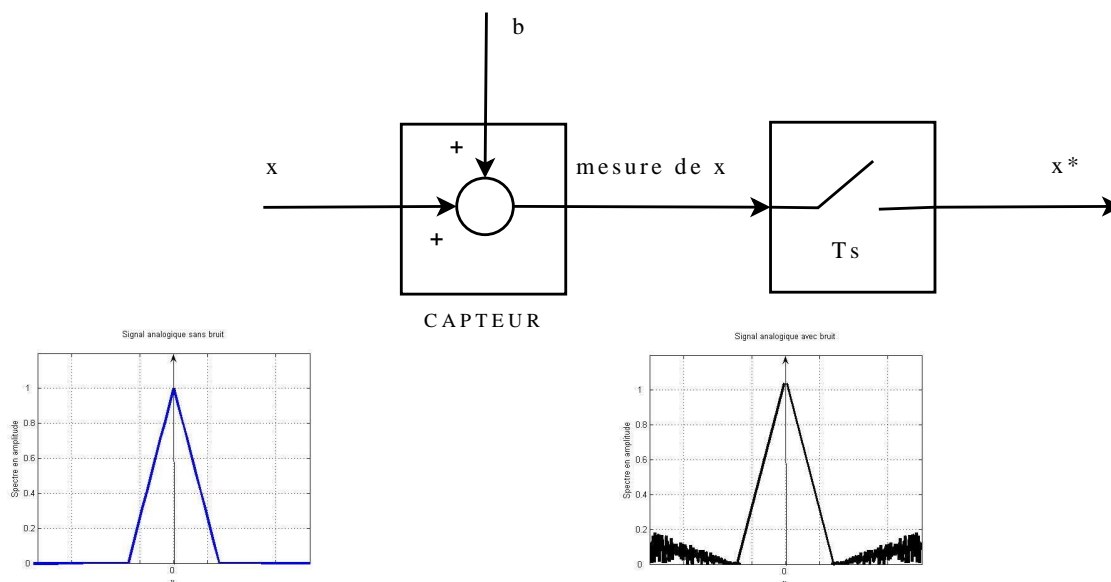 b
+
x
mesure de x
x*
+
Ts
CAPTEUR
Signal analogique sans bruit
Spectre en amplitude
1
0.8
0.6
0.4
0.2
0
0
Signal analogique avec bruit
Spectre en amplitude
1
0.8
0.6
0.4
0.2
0
0